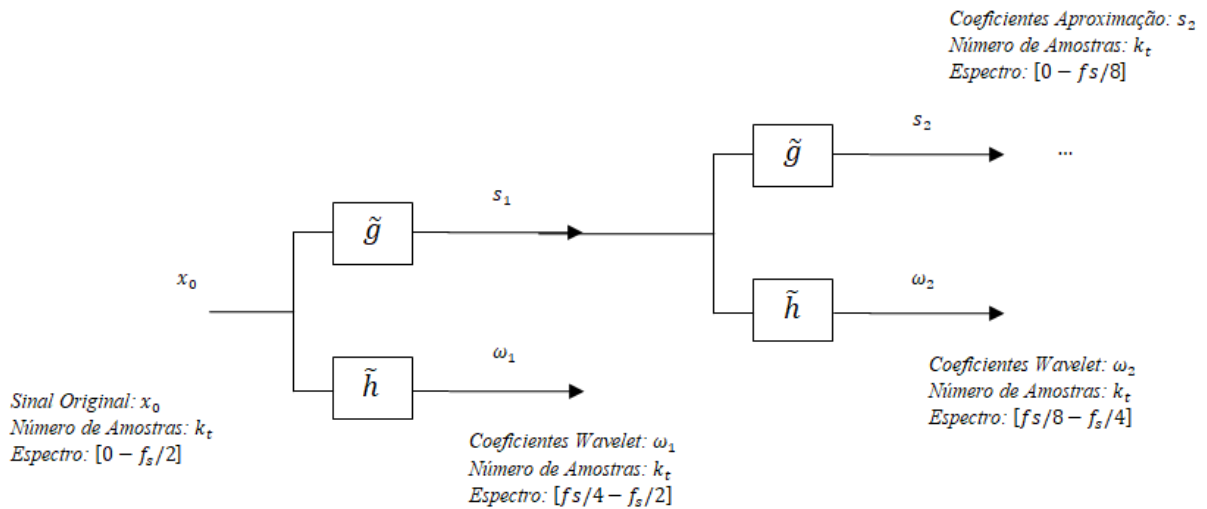 Coeficientes Aproximação: s₂
Número de Amostras: kₜ
Espectro: [0 − fs/8]
s₂
g̃
...
s₁
g̃
x₀
ω₂
h̃
ω₁
h̃
Coeficientes Wavelet: ω₂
Número de Amostras: kₜ
Espectro: [fs/8 − fₛ/4]
Sinal Original: x₀
Número de Amostras: kₜ
Espectro: [0 − fₛ/2]
Coeficientes Wavelet: ω₁
Número de Amostras: kₜ
Espectro: [fs/4 − fₛ/2]